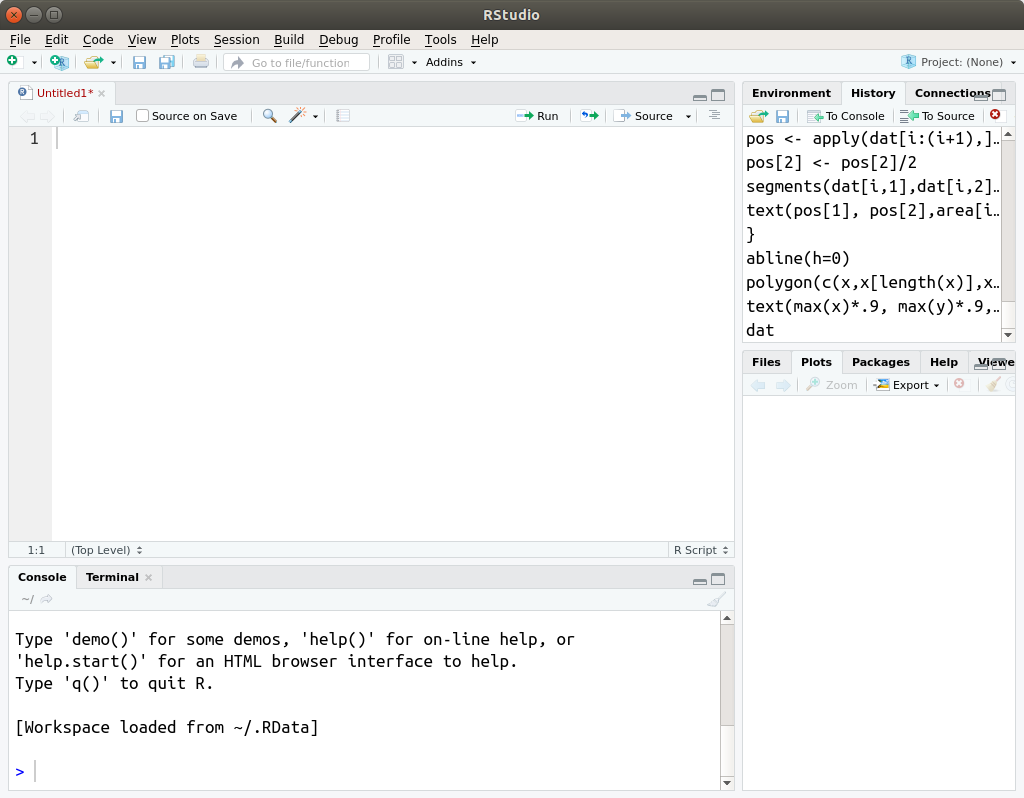 RStudio
File Edit Code View Plots Session Build Debug Profile Tools Help
Go to file/function Addins Project: (None)
Untitled1*
Source on Save Run Source
1
1:1 (Top Level) R Script
Console Terminal
~/
Type 'demo()' for some demos, 'help()' for on-line help, or
'help.start()' for an HTML browser interface to help.
Type 'q()' to quit R.
[Workspace loaded from ~/.RData]
>
Environment History Connections
To Console To Source
pos <- apply(dat[i:(i+1),]…
pos[2] <- pos[2]/2
segments(dat[i,1],dat[i,2]…
text(pos[1], pos[2],area[i…
}
abline(h=0)
polygon(c(x,x[length(x)],x…
text(max(x)*.9, max(y)*.9,…
dat
Files Plots Packages Help Viewe
Zoom Export